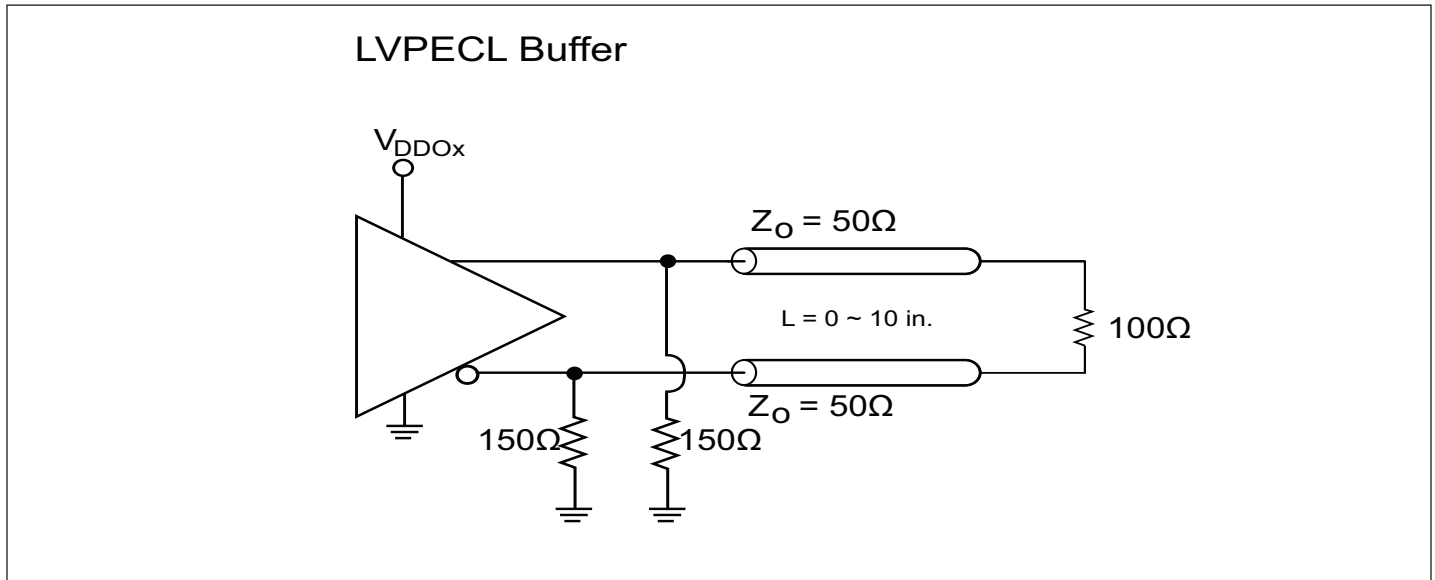 LVPECL Buffer
VDDOx
ZO = 50Ω
L = 0 ~ 10 in.
100Ω
ZO = 50Ω
150Ω
150Ω